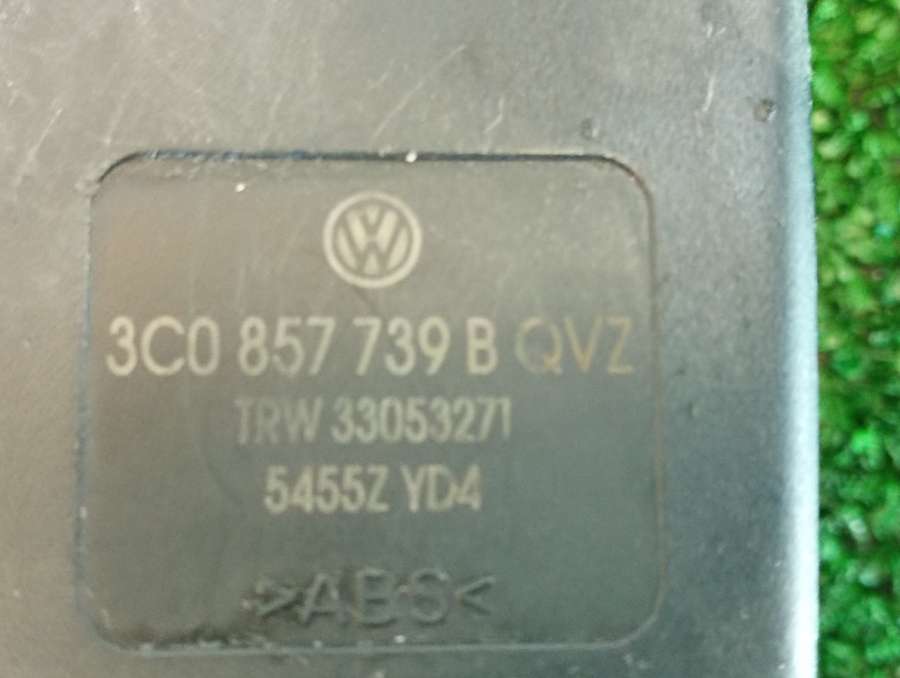 3C0 857 739 B QVZ
TRW 33053271
5455Z YD4
>ABS<